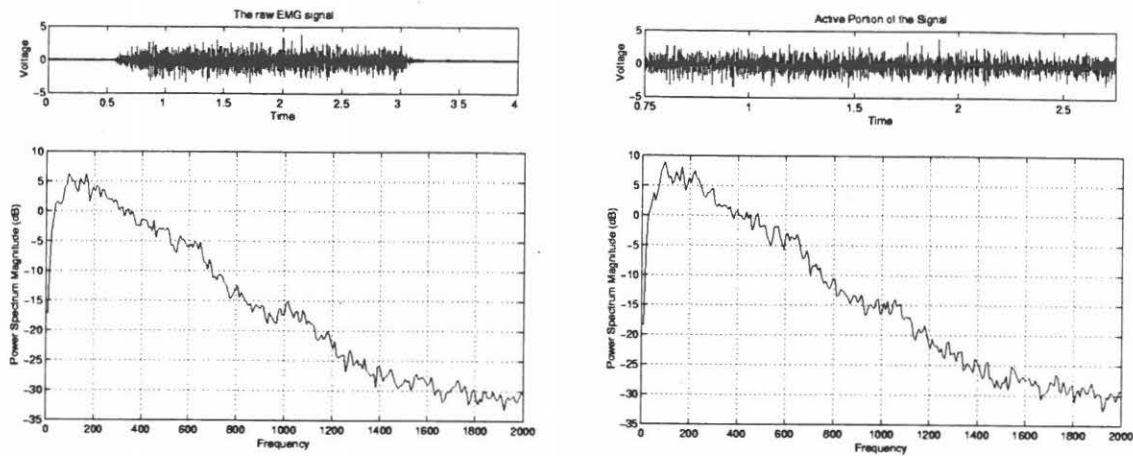 The raw EMG signal
5
0
−5
Voltage
0 0.5 1 1.5 2 2.5 3 3.5 4
Time
10
5
0
−5
−10
−15
−20
−25
−30
−35
Power Spectrum Magnitude (dB)
0 200 400 600 800 1000 1200 1400 1600 1800 2000
Frequency
Active Portion of the Signal
5
0
−5
Voltage
0.75 1 1.5 2 2.5
Time
10
5
0
−5
−10
−15
−20
−25
−30
−35
Power Spectrum Magnitude (dB)
0 200 400 600 800 1000 1200 1400 1600 1800 2000
Frequency